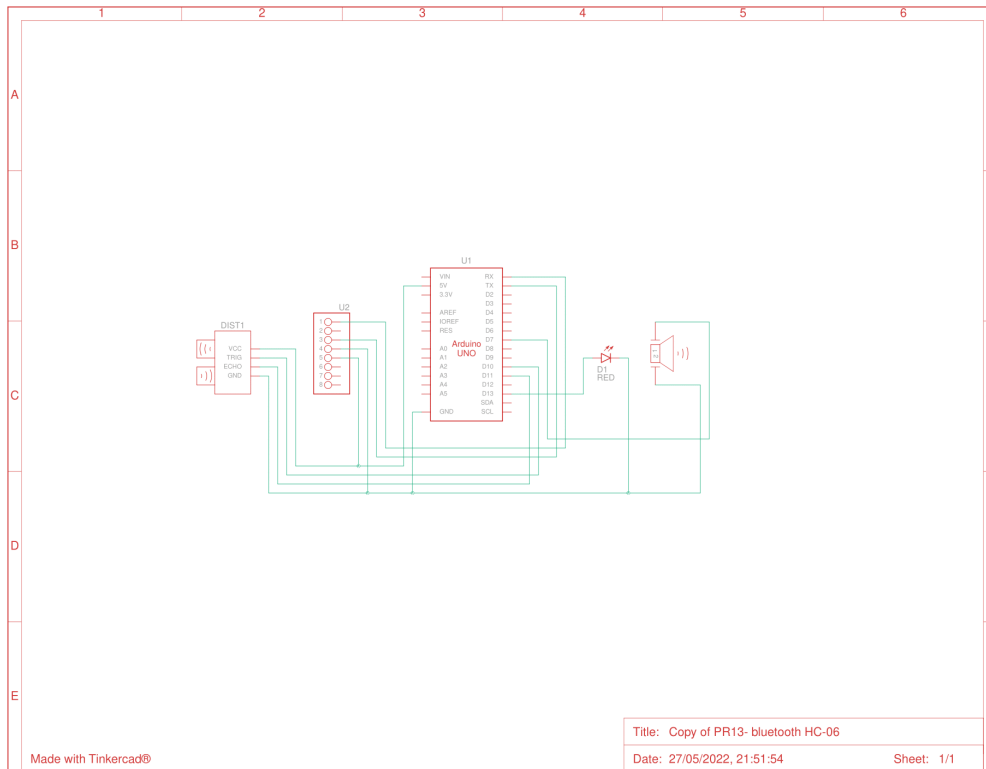 1 2 3 4 5 6
A
B
C
D
E
U1
VIN RX
5V TX
3.3V D2
D3
AREF D4
IOREF D5
RES D6
D7
A0 D8
A1 D9
A2 D10
A3 D11
A4 D12
A5 D13
SDA
GND SCL
Arduino
UNO
U2
1
2
3
4
5
6
7
8
DIST1
VCC
TRIG
ECHO
GND
D1
RED
2 1
Title: Copy of PR13- bluetooth HC-06
Made with Tinkercad®
Date: 27/05/2022, 21:51:54 Sheet: 1/1